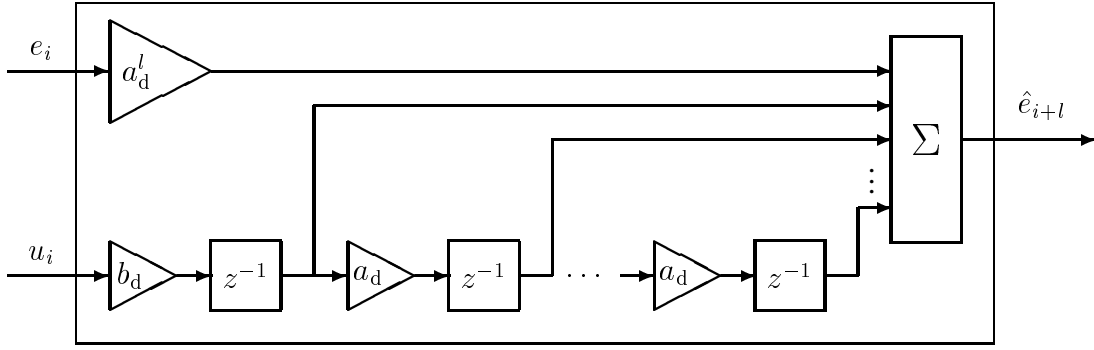 e_i
a_d^l
ê_{i+l}
∑
⋮
u_i
b_d
z^{-1}
a_d
z^{-1}
···
a_d
z^{-1}